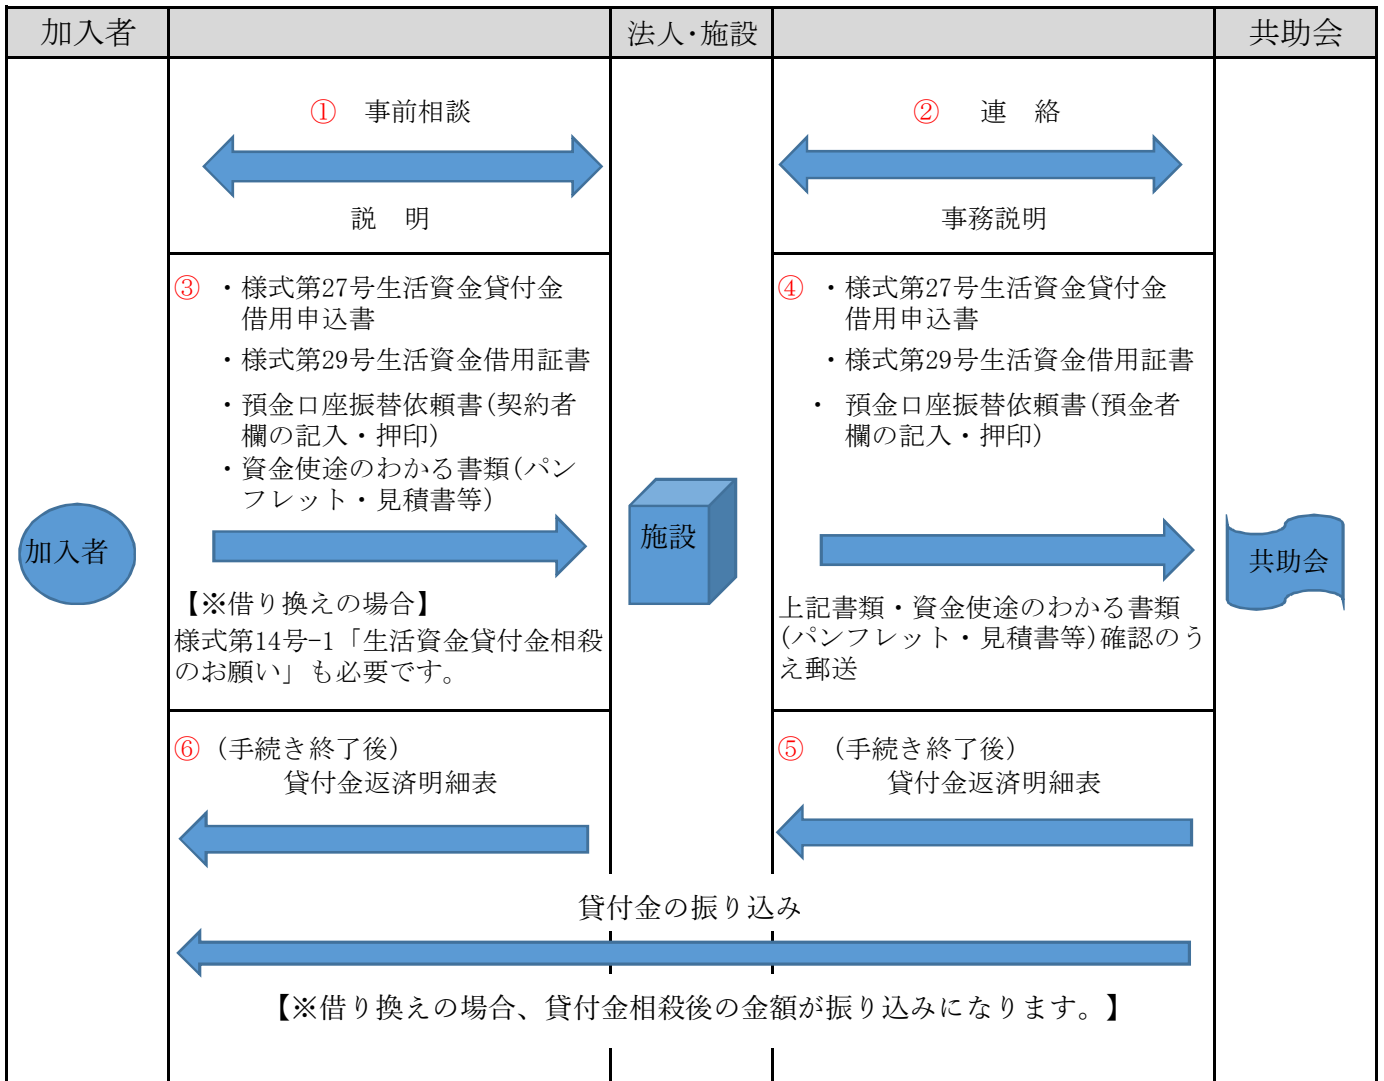 加入者
法人・施設
共助会
① 事前相談
説 明
② 連 絡
事務説明
③ ・様式第27号生活資金貸付金
借用申込書
・様式第29号生活資金借用証書
・預金口座振替依頼書(契約者
欄の記入・押印)
・資金使途のわかる書類(パン
フレット・見積書等)
【※借り換えの場合】
様式第14号-1「生活資金貸付金相殺
のお願い」も必要です。
④ ・様式第27号生活資金貸付金
借用申込書
・様式第29号生活資金借用証書
・ 預金口座振替依頼書(預金者
欄の記入・押印)
上記書類・資金使途のわかる書類
(パンフレット・見積書等)確認のう
え郵送
加入者
施設
共助会
⑥ (手続き終了後)
貸付金返済明細表
⑤ (手続き終了後)
貸付金返済明細表
貸付金の振り込み
【※借り換えの場合、貸付金相殺後の金額が振り込みになります。】